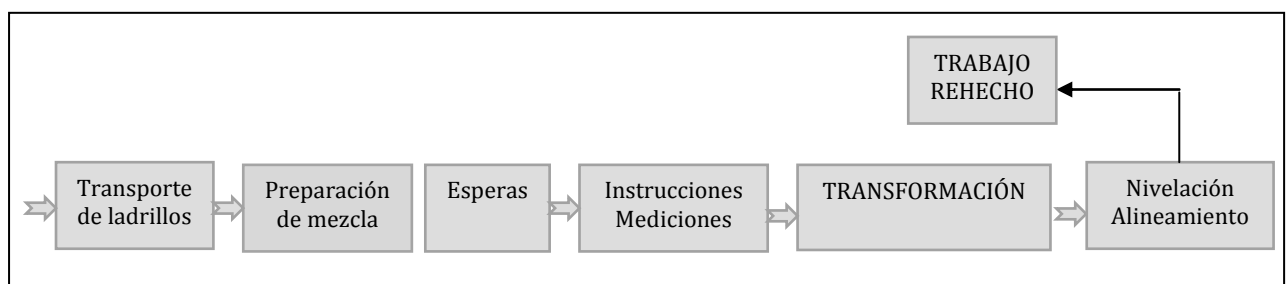 TRABAJO
REHECHO
Transporte
de ladrillos
Preparación
de mezcla
Esperas
Instrucciones
Mediciones
TRANSFORMACIÓN
Nivelación
Alineamiento